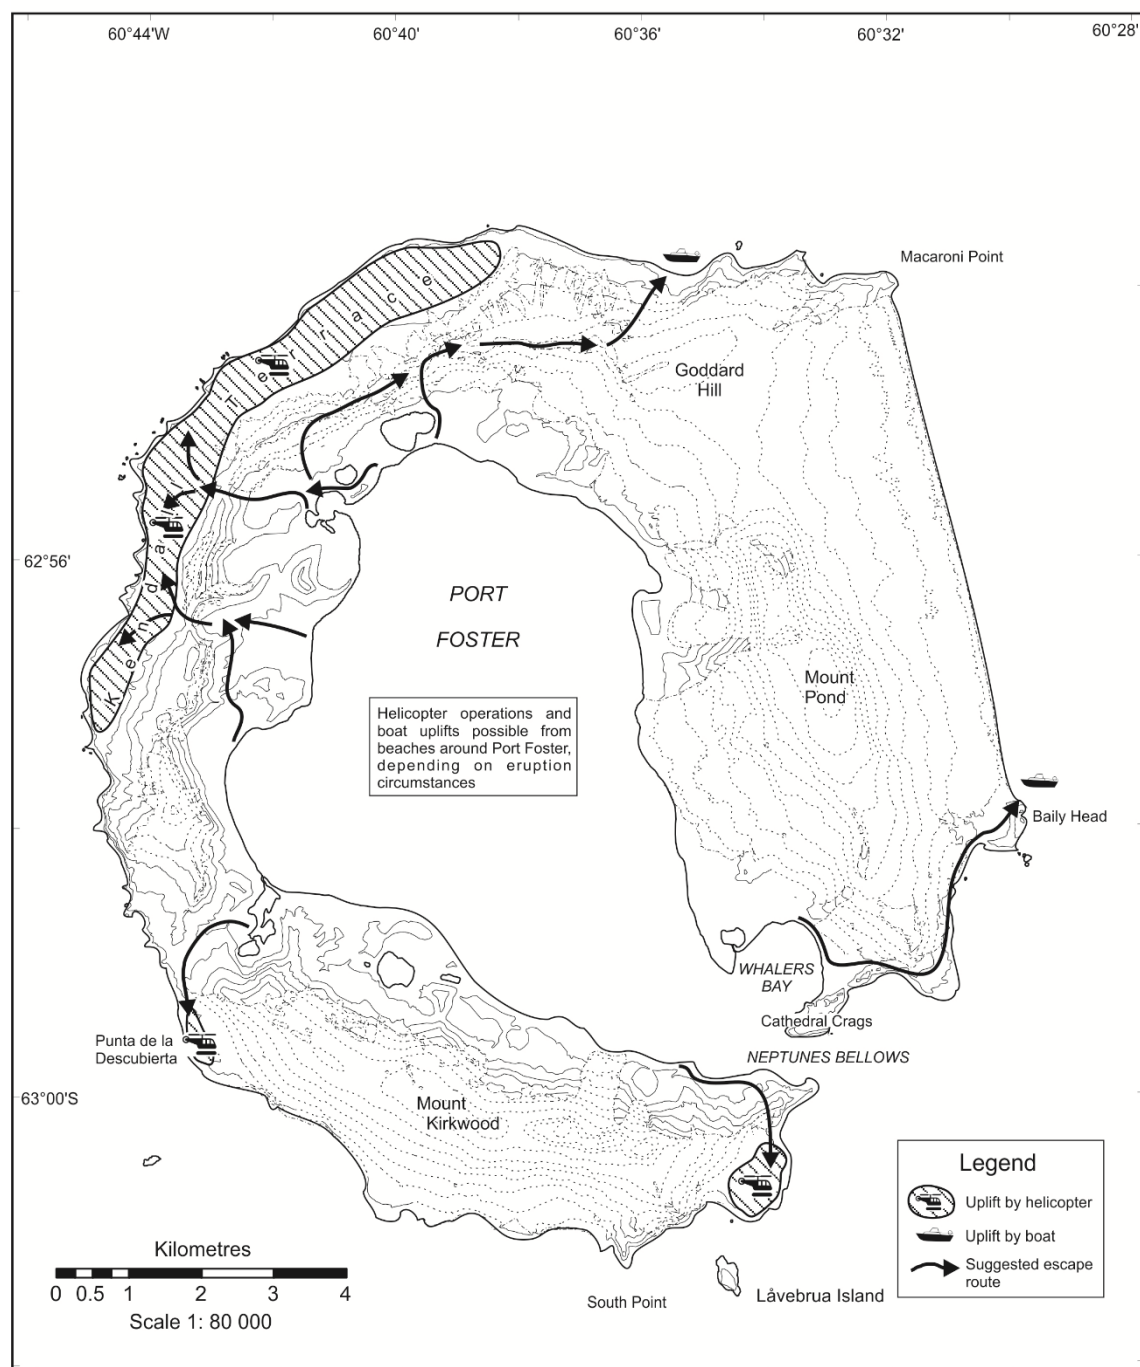 60°44'W 60°40' 60°36' 60°32' 60°28'
Macaroni Point
Kendall Terrace
Goddard
Hill
62°56'
PORT
FOSTER
Mount
Pond
Helicopter operations and
boat uplifts possible from
beaches around Port Foster,
depending on eruption
circumstances
Baily Head
WHALERS
BAY
Cathedral Crags
Punta de la
Descubierta
NEPTUNES BELLOWS
63°00'S
Mount
Kirkwood
Legend
Uplift by helicopter
Uplift by boat
Suggested escape
route
Kilometres
0 0.5 1 2 3 4
Scale 1: 80 000
South Point
Låvebrua Island